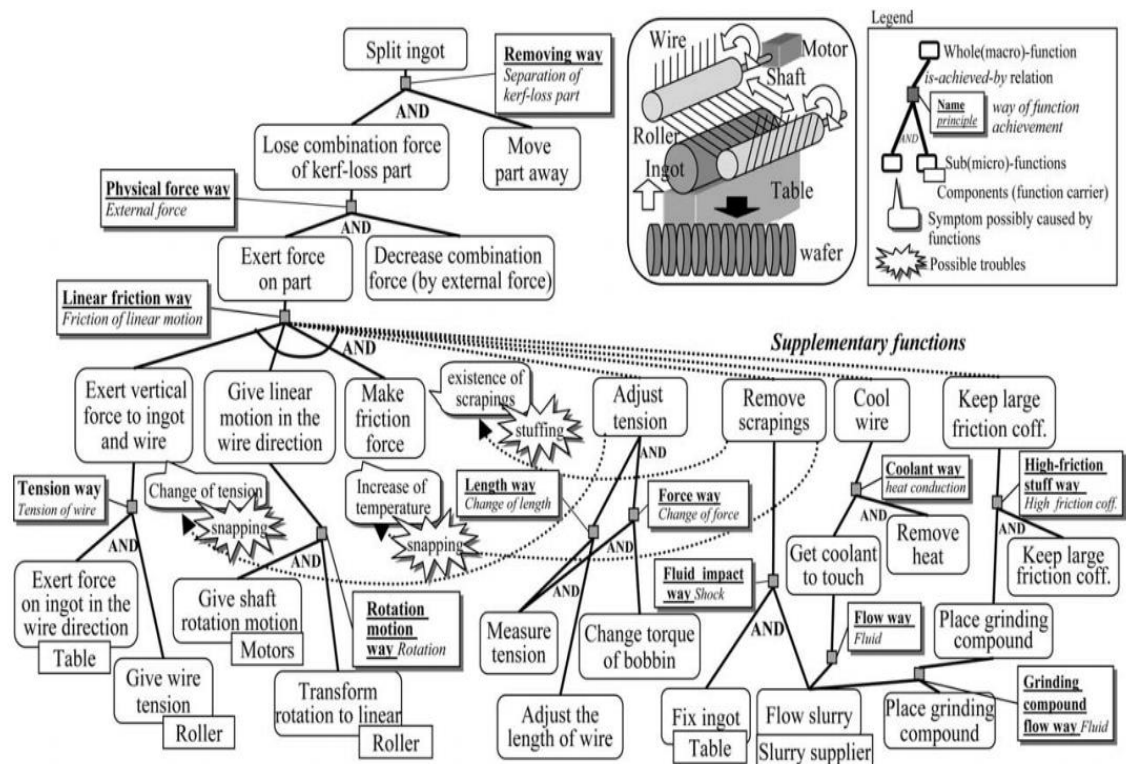 Split ingot
Removing way
Separation of
kerf-loss part
AND
Lose combination force
of kerf-loss part
Move
part away
Physical force way
External force
AND
Exert force
on part
Decrease combination
force (by external force)
Linear friction way
Friction of linear motion
AND
Wire
Motor
Shaft
Roller
Ingot
Table
wafer
Legend
Whole(macro)-function
is-achieved-by relation
Name
principle
way of function
achievement
AND
Sub(micro)-functions
Components (function carrier)
Symptom possibly caused by
functions
Possible troubles
Supplementary functions
Exert vertical
force to ingot
and wire
Give linear
motion in the
wire direction
Make
friction
force
existence of
scrapings
stuffing
Adjust
tension
Remove
scrapings
Cool
wire
Keep large
friction coff.
Tension way
Tension of wire
Change of tension
snapping
Increase of
temperature
snapping
Length way
Change of length
AND
Force way
Change of force
Coolant way
heat conduction
AND
High-friction
stuff way
High friction coff.
AND
AND
AND
AND
AND
Exert force
on ingot in the
wire direction
Table
Give shaft
rotation motion
Motors
Rotation
motion
way Rotation
Measure
tension
Change torque
of bobbin
Fluid impact
way Shock
AND
Get coolant
to touch
Remove
heat
Keep large
friction coff.
Flow way
Fluid
Place grinding
compound
Give wire
tension
Roller
Transform
rotation to linear
Roller
Adjust the
length of wire
Fix ingot
Table
Flow slurry
Slurry supplier
Place grinding
compound
Grinding
compound
flow way Fluid